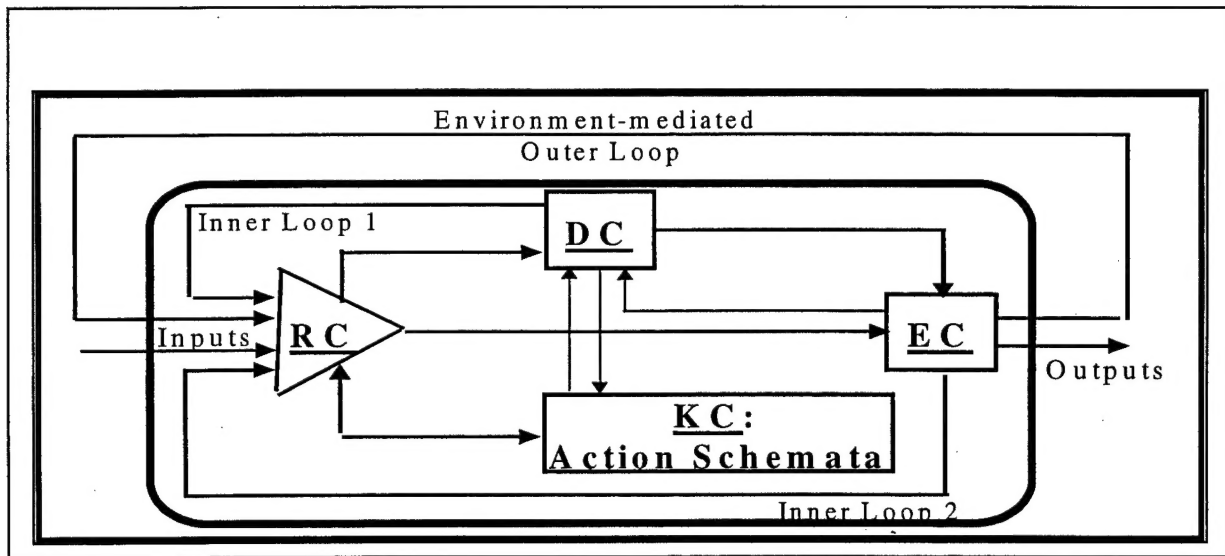 Environment-mediated
Outer Loop
Inner Loop 1
DC
RC
Inputs
EC
Outputs
KC:
Action Schemata
Inner Loop 2